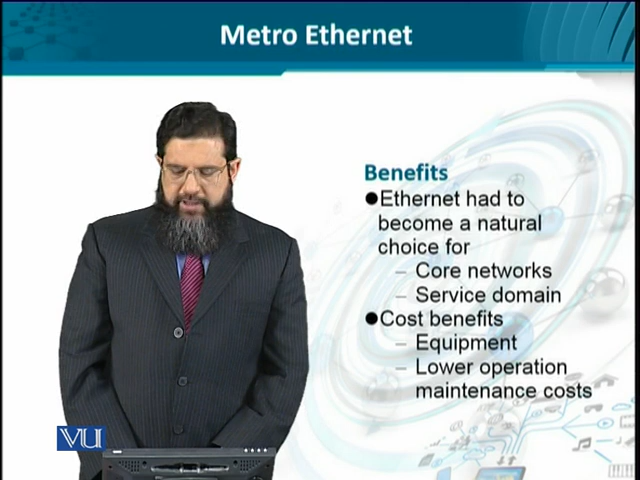 Metro Ethernet
Benefits
●Ethernet had to
become a natural
choice for
– Core networks
– Service domain
●Cost benefits
– Equipment
– Lower operation
maintenance costs
VU